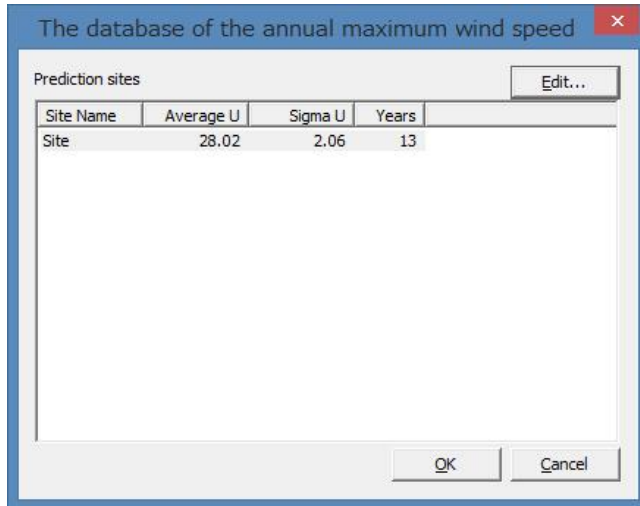 The database of the annual maximum wind speed
Prediction sites
Edit...
Site Name Average U Sigma U Years
Site 28.02 2.06 13
OK Cancel